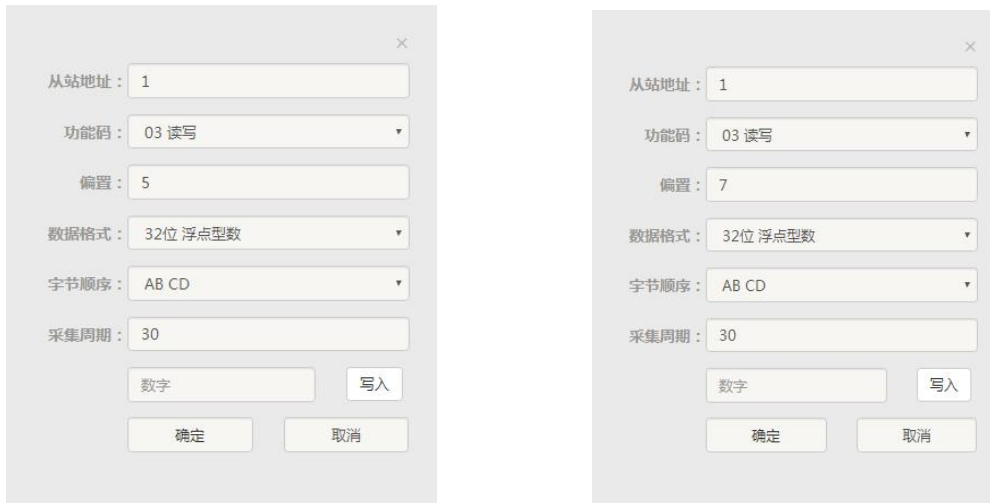 ×
从站地址： 1
功能码： 03 读写
偏置： 5
数据格式： 32位 浮点型数
字节顺序： AB CD
采集周期： 30
数字 写入
确定 取消
×
从站地址： 1
功能码： 03 读写
偏置： 7
数据格式： 32位 浮点型数
字节顺序： AB CD
采集周期： 30
数字 写入
确定 取消